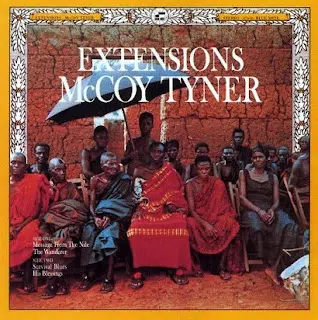 EXTENSIONS
McCOY TYNER
SIDE ONE
Message From The Nile
The Wanderer
SIDE TWO
Survival Blues
His Blessings